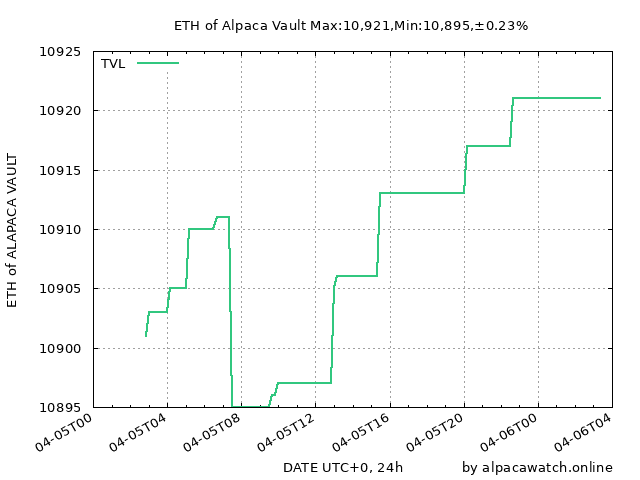 ETH of Alpaca Vault Max:10,921,Min:10,895,±0.23%
TVL
ETH of ALAPACA VAULT
10925
10920
10915
10910
10905
10900
10895
04-05T00
04-05T04
04-05T08
04-05T12
04-05T16
04-05T20
04-06T00
04-06T04
DATE UTC+0, 24h
by alpacawatch.online